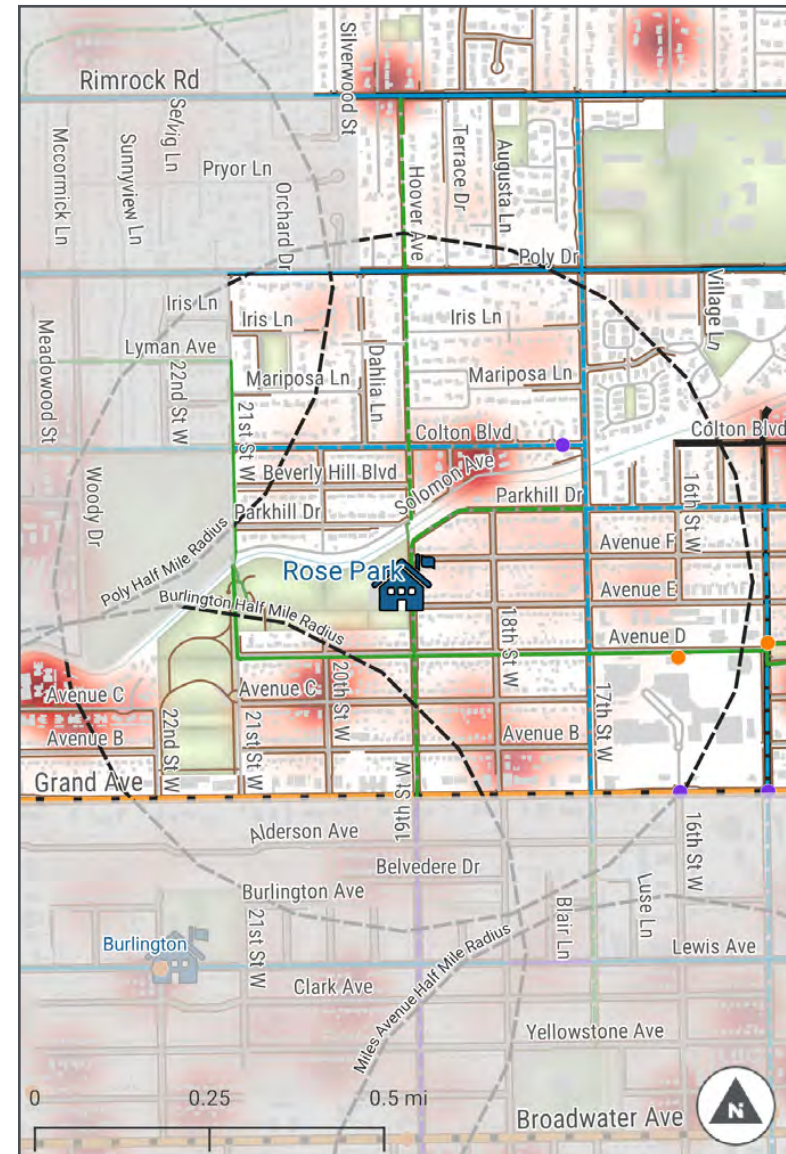 Silverwood St
Rimrock Rd
Selvig Ln
Mccormick Ln
Sunnyview Ln
Pryor Ln
Orchard Dr
Hoover Ave
Terrace Dr
Augusta Ln
Poly Dr
Iris Ln
Iris Ln
Iris Ln
Village Ln
Meadowood St
Lyman Ave
22nd St W
Dahlia Ln
Mariposa Ln
Mariposa Ln
21st St W
Colton Blvd
Colton Blvd
Woody Dr
Beverly Hill Blvd
Solomon Ave
16th St W
Parkhill Dr
Parkhill Dr
Poly Half Mile Radius
Avenue F
Rose Park
Avenue E
Burlington Half Mile Radius
18th St W
Avenue D
Avenue C
Avenue C
20th St W
17th St W
22nd St W
21st St W
Avenue B
Avenue B
Grand Ave
19th St W
Alderson Ave
16th St W
Belvedere Dr
Burlington Ave
Luse Ln
Blair Ln
Burlington
21st St W
Lewis Ave
Clark Ave
Miles Avenue Half Mile Radius
Yellowstone Ave
0 0.25 0.5 mi
Broadwater Ave
N